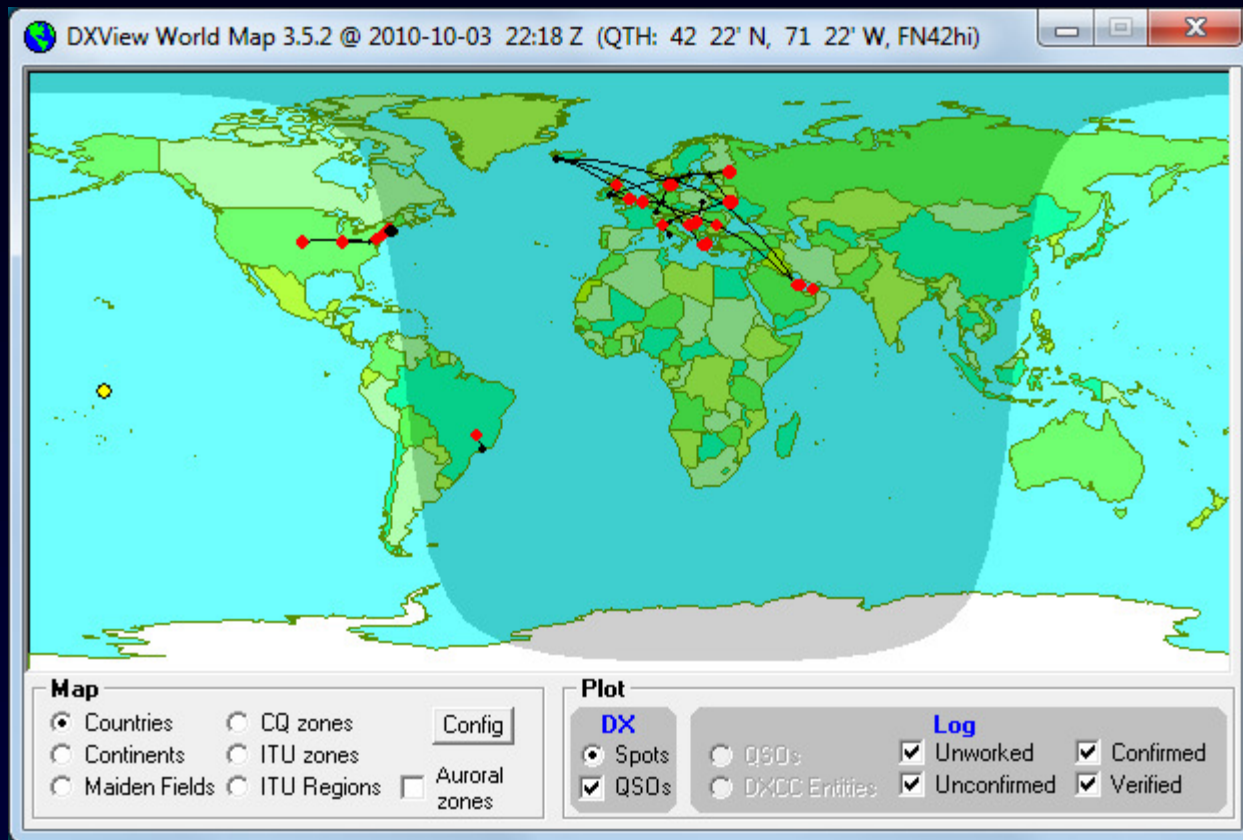 DXView World Map 3.5.2 @ 2010-10-03 22:18 Z (QTH: 42 22' N, 71 22' W, FN42hi)
Map
Countries
CQ zones
Config
Continents
ITU zones
Maiden Fields
ITU Regions
Auroral
zones
Plot
DX
Spots
QSOs
Log
QSOs
Unworked
Confirmed
DXCC Entities
Unconfirmed
Verified